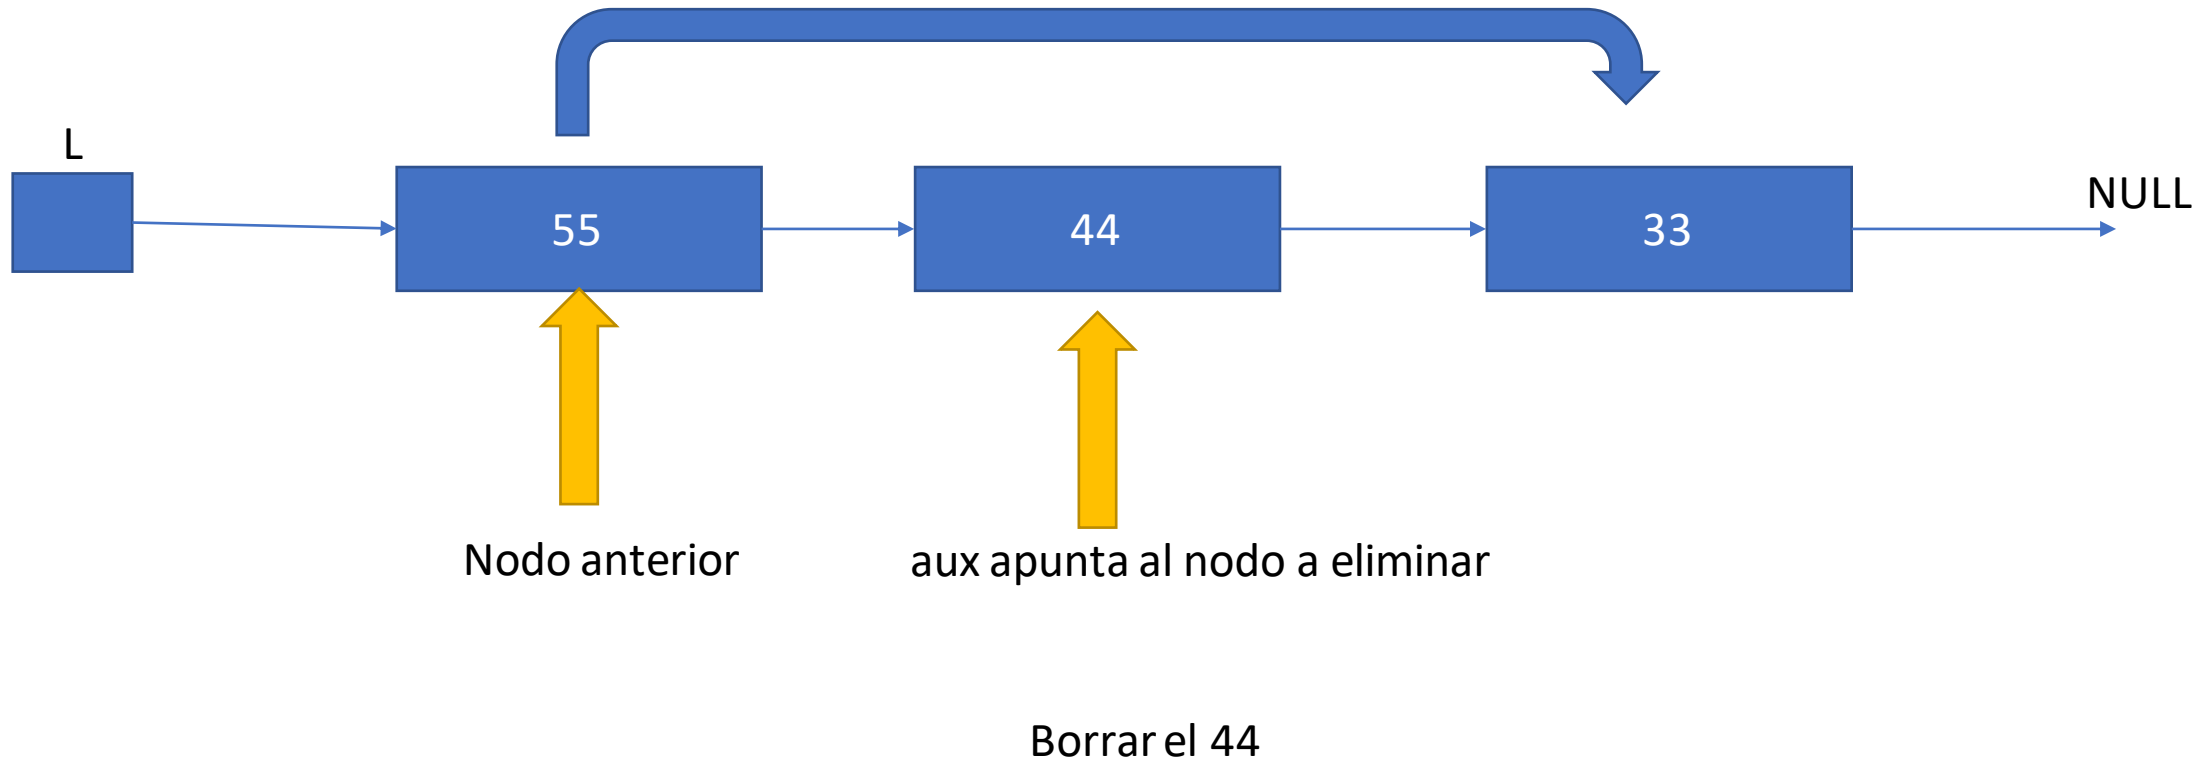 L
55
44
33
NULL
Nodo anterior
aux apunta al nodo a eliminar
Borrar el 44